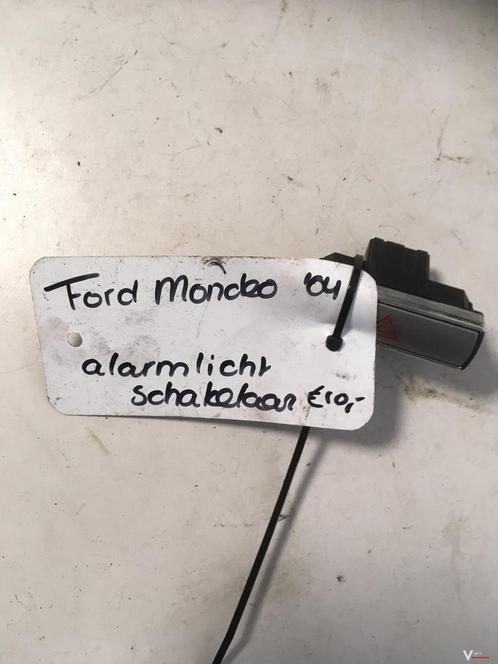 Ford Mondeo '04
alarmlicht
schakelaar €10,-